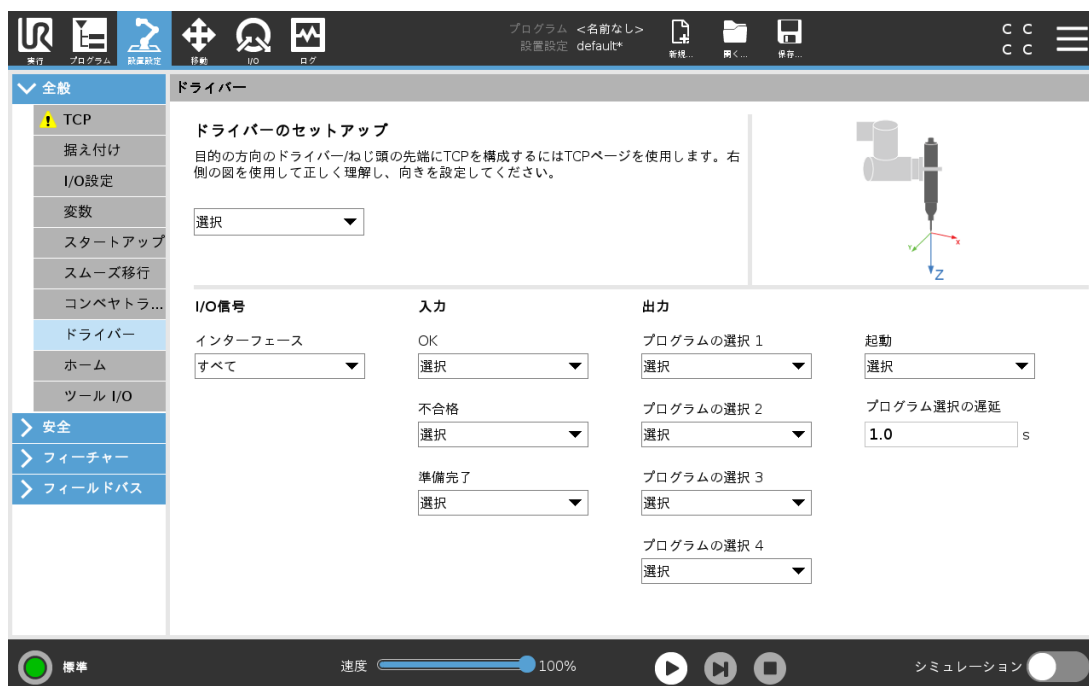 UR
プログラム <名前なし>
設置設定 default*
C C
C C
実行 プログラム 設置設定 移動 I/O ログ 新規... 開く... 保存...
全般
TCP
据え付け
I/O設定
変数
スタートアップ
スムーズ移行
コンベヤトラ...
ドライバー
ホーム
ツール I/O
安全
フィーチャー
フィールドバス
ドライバー
ドライバーのセットアップ
目的の方向のドライバー/ねじ頭の先端にTCPを構成するにはTCPページを使用します。右
側の図を使用して正しく理解し、向きを設定してください。
選択
Y X
Z
I/O信号
インターフェース
すべて
入力
OK
選択
不合格
選択
準備完了
選択
出力
プログラムの選択 1
選択
プログラムの選択 2
選択
プログラムの選択 3
選択
プログラムの選択 4
選択
起動
選択
プログラム選択の遅延
1.0 s
標準
速度 100%
シミュレーション